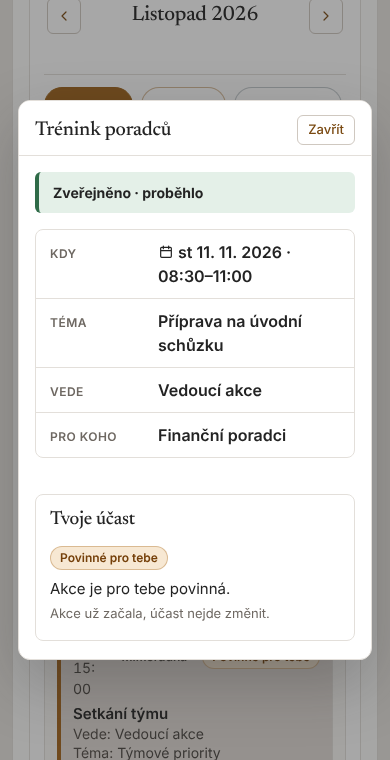 Listopad 2026
Trénink poradců
Zavřít
Zveřejněno · proběhlo
KDY
st 11. 11. 2026 ·
08:30–11:00
TÉMA
Příprava na úvodní
schůzku
VEDE
Vedoucí akce
PRO KOHO
Finanční poradci
Tvoje účast
Povinné pro tebe
Akce je pro tebe povinná.
Akce už začala, účast nejde změnit.
15:
00
Setkání týmu
Vede: Vedoucí akce
Téma: Týmové priority